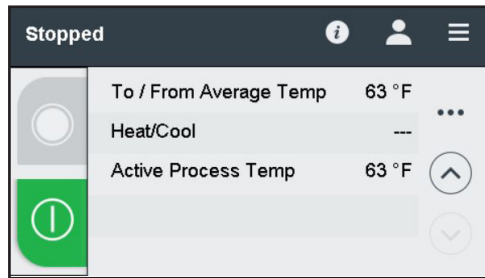 Stopped
To / From Average Temp 63 °F
Heat/Cool ---
Active Process Temp 63 °F